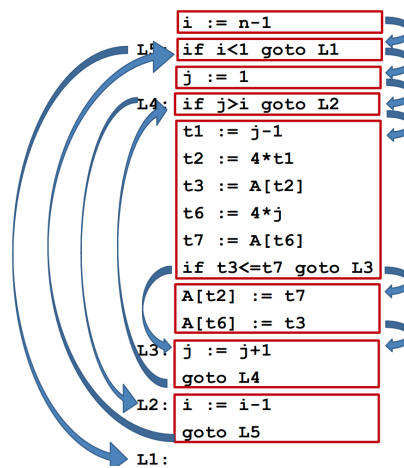 i := n-1
L5: if i<1 goto L1
j := 1
L4: if j>i goto L2
t1 := j-1
t2 := 4*t1
t3 := A[t2]
t6 := 4*j
t7 := A[t6]
if t3<=t7 goto L3
A[t2] := t7
A[t6] := t3
L3: j := j+1
goto L4
L2: i := i-1
goto L5
L1: